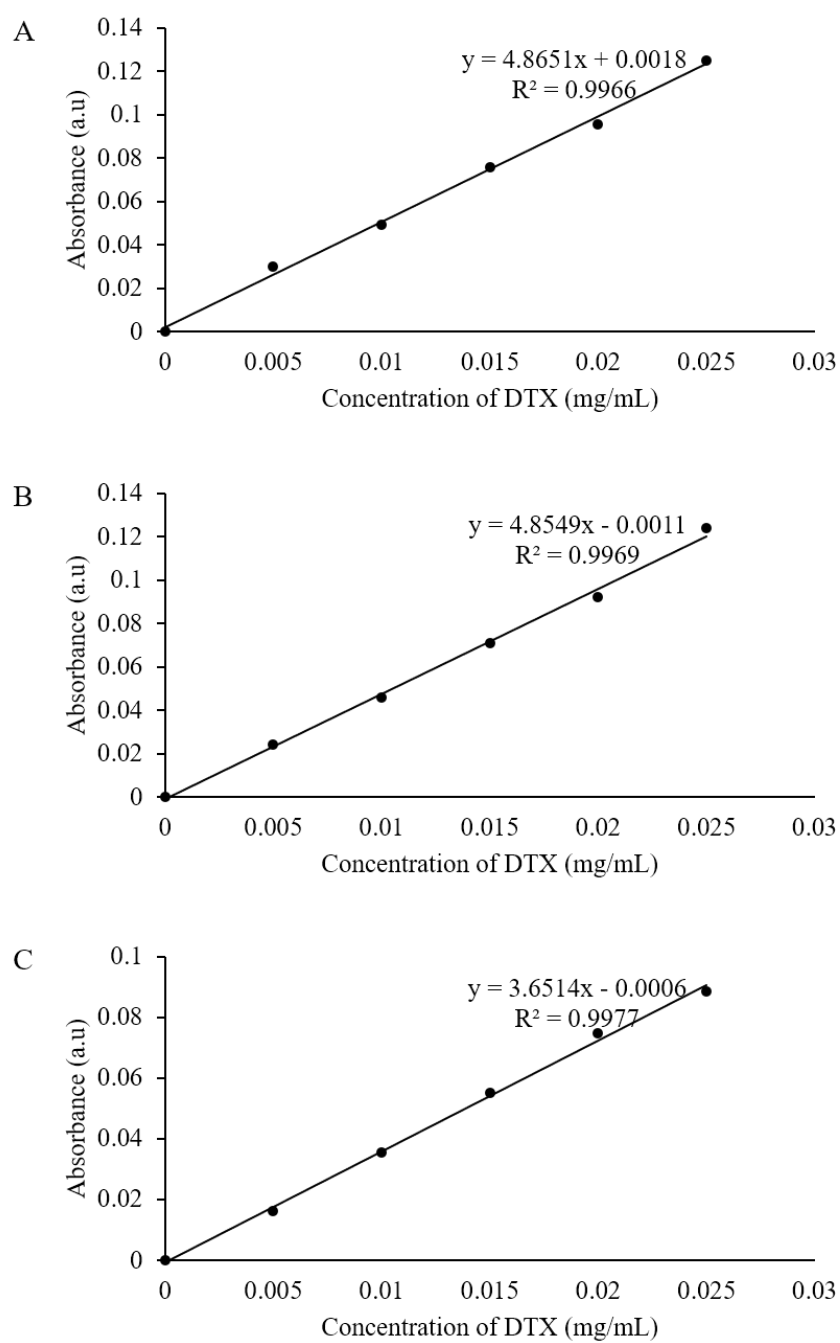 A
0.14
y = 4.8651x + 0.0018
0.12
R² = 0.9966
0.1
0.08
0.06
0.04
0.02
0
Absorbance (a.u)
0 0.005 0.01 0.015 0.02 0.025 0.03
Concentration of DTX (mg/mL)
B
0.14
y = 4.8549x - 0.0011
0.12
R² = 0.9969
0.1
0.08
0.06
0.04
0.02
0
Absorbance (a.u)
0 0.005 0.01 0.015 0.02 0.025 0.03
Concentration of DTX (mg/mL)
C
0.1
y = 3.6514x - 0.0006
R² = 0.9977
0.08
0.06
0.04
0.02
0
Absorbance (a.u)
0 0.005 0.01 0.015 0.02 0.025 0.03
Concentration of DTX (mg/mL)